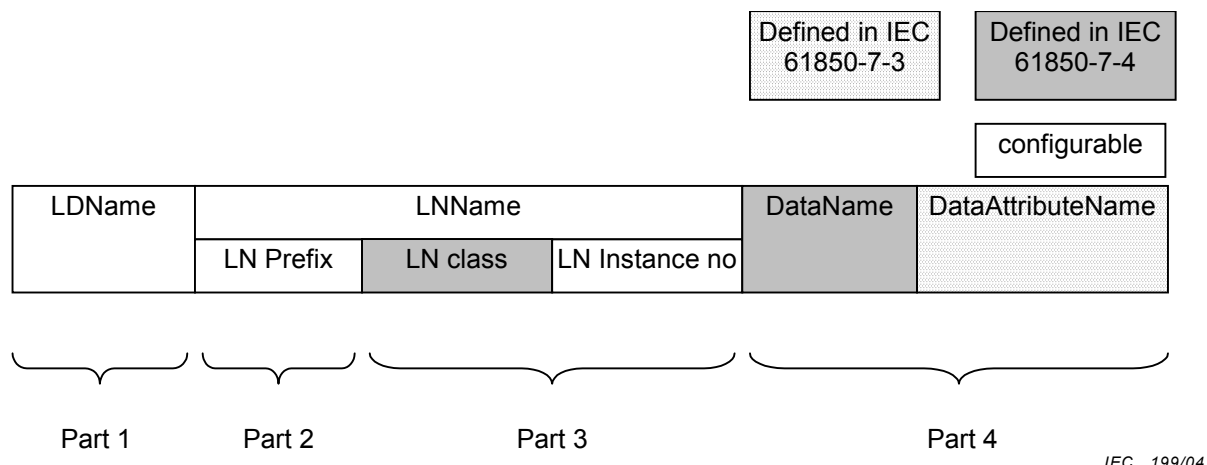 Defined in IEC
61850-7-3
Defined in IEC
61850-7-4
configurable
LDName
LNName
DataName
DataAttributeName
LN Prefix
LN class
LN Instance no
Part 1
Part 2
Part 3
Part 4
IEC 199/04